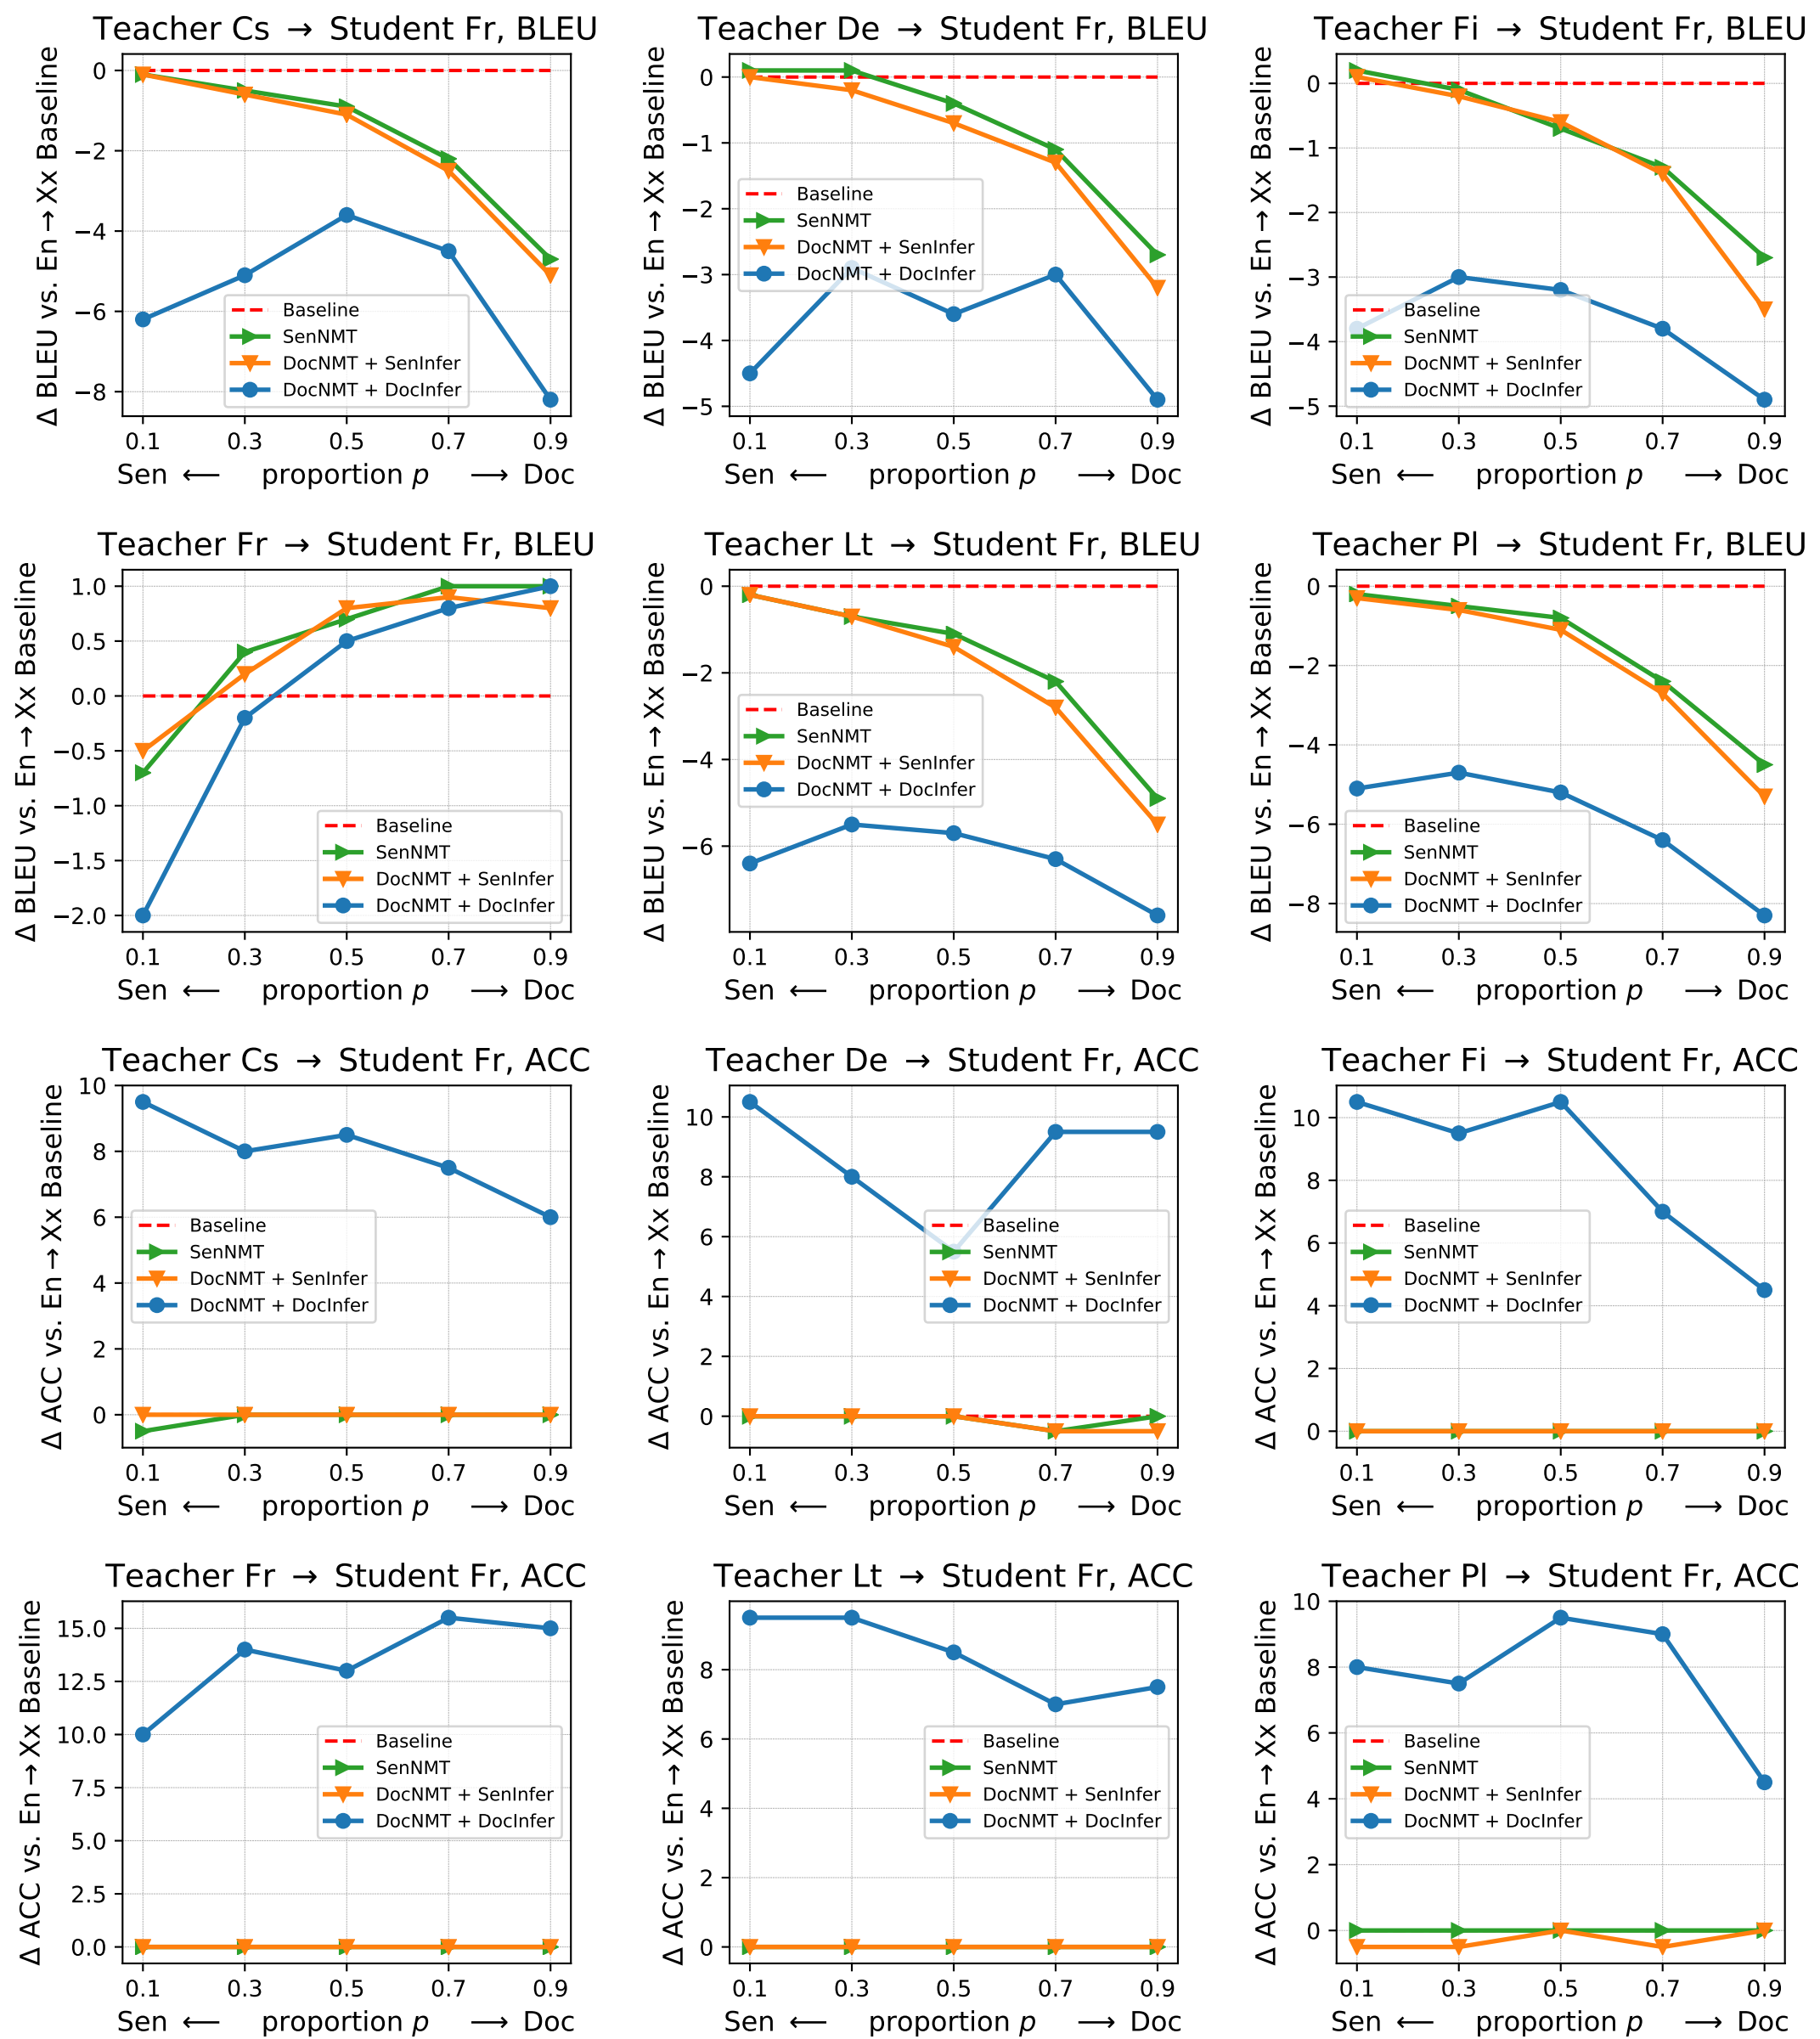 Teacher Cs → Student Fr, BLEU
Δ BLEU vs. En→Xx Baseline
0
−2
−4
−6
−8
Baseline
SenNMT
DocNMT + SenInfer
DocNMT + DocInfer
0.1 0.3 0.5 0.7 0.9
Sen ⟵ proportion p ⟶ Doc
Teacher De → Student Fr, BLEU
Δ BLEU vs. En→Xx Baseline
0
−1
−2
−3
−4
−5
Baseline
SenNMT
DocNMT + SenInfer
DocNMT + DocInfer
0.1 0.3 0.5 0.7 0.9
Sen ⟵ proportion p ⟶ Doc
Teacher Fi → Student Fr, BLEU
Δ BLEU vs. En→Xx Baseline
0
−1
−2
−3
−4
−5
Baseline
SenNMT
DocNMT + SenInfer
DocNMT + DocInfer
0.1 0.3 0.5 0.7 0.9
Sen ⟵ proportion p ⟶ Doc
Teacher Fr → Student Fr, BLEU
Δ BLEU vs. En→Xx Baseline
1.0
0.5
0.0
−0.5
−1.0
−1.5
−2.0
Baseline
SenNMT
DocNMT + SenInfer
DocNMT + DocInfer
0.1 0.3 0.5 0.7 0.9
Sen ⟵ proportion p ⟶ Doc
Teacher Lt → Student Fr, BLEU
Δ BLEU vs. En→Xx Baseline
0
−2
−4
−6
Baseline
SenNMT
DocNMT + SenInfer
DocNMT + DocInfer
0.1 0.3 0.5 0.7 0.9
Sen ⟵ proportion p ⟶ Doc
Teacher Pl → Student Fr, BLEU
Δ BLEU vs. En→Xx Baseline
0
−2
−4
−6
−8
Baseline
SenNMT
DocNMT + SenInfer
DocNMT + DocInfer
0.1 0.3 0.5 0.7 0.9
Sen ⟵ proportion p ⟶ Doc
Teacher Cs → Student Fr, ACC
Δ ACC vs. En→Xx Baseline
10
8
6
4
2
0
Baseline
SenNMT
DocNMT + SenInfer
DocNMT + DocInfer
0.1 0.3 0.5 0.7 0.9
Sen ⟵ proportion p ⟶ Doc
Teacher De → Student Fr, ACC
Δ ACC vs. En→Xx Baseline
10
8
6
4
2
0
Baseline
SenNMT
DocNMT + SenInfer
DocNMT + DocInfer
0.1 0.3 0.5 0.7 0.9
Sen ⟵ proportion p ⟶ Doc
Teacher Fi → Student Fr, ACC
Δ ACC vs. En→Xx Baseline
10
8
6
4
2
0
Baseline
SenNMT
DocNMT + SenInfer
DocNMT + DocInfer
0.1 0.3 0.5 0.7 0.9
Sen ⟵ proportion p ⟶ Doc
Teacher Fr → Student Fr, ACC
Δ ACC vs. En→Xx Baseline
15.0
12.5
10.0
7.5
5.0
2.5
0.0
Baseline
SenNMT
DocNMT + SenInfer
DocNMT + DocInfer
0.1 0.3 0.5 0.7 0.9
Sen ⟵ proportion p ⟶ Doc
Teacher Lt → Student Fr, ACC
Δ ACC vs. En→Xx Baseline
8
6
4
2
0
Baseline
SenNMT
DocNMT + SenInfer
DocNMT + DocInfer
0.1 0.3 0.5 0.7 0.9
Sen ⟵ proportion p ⟶ Doc
Teacher Pl → Student Fr, ACC
Δ ACC vs. En→Xx Baseline
10
8
6
4
2
0
Baseline
SenNMT
DocNMT + SenInfer
DocNMT + DocInfer
0.1 0.3 0.5 0.7 0.9
Sen ⟵ proportion p ⟶ Doc